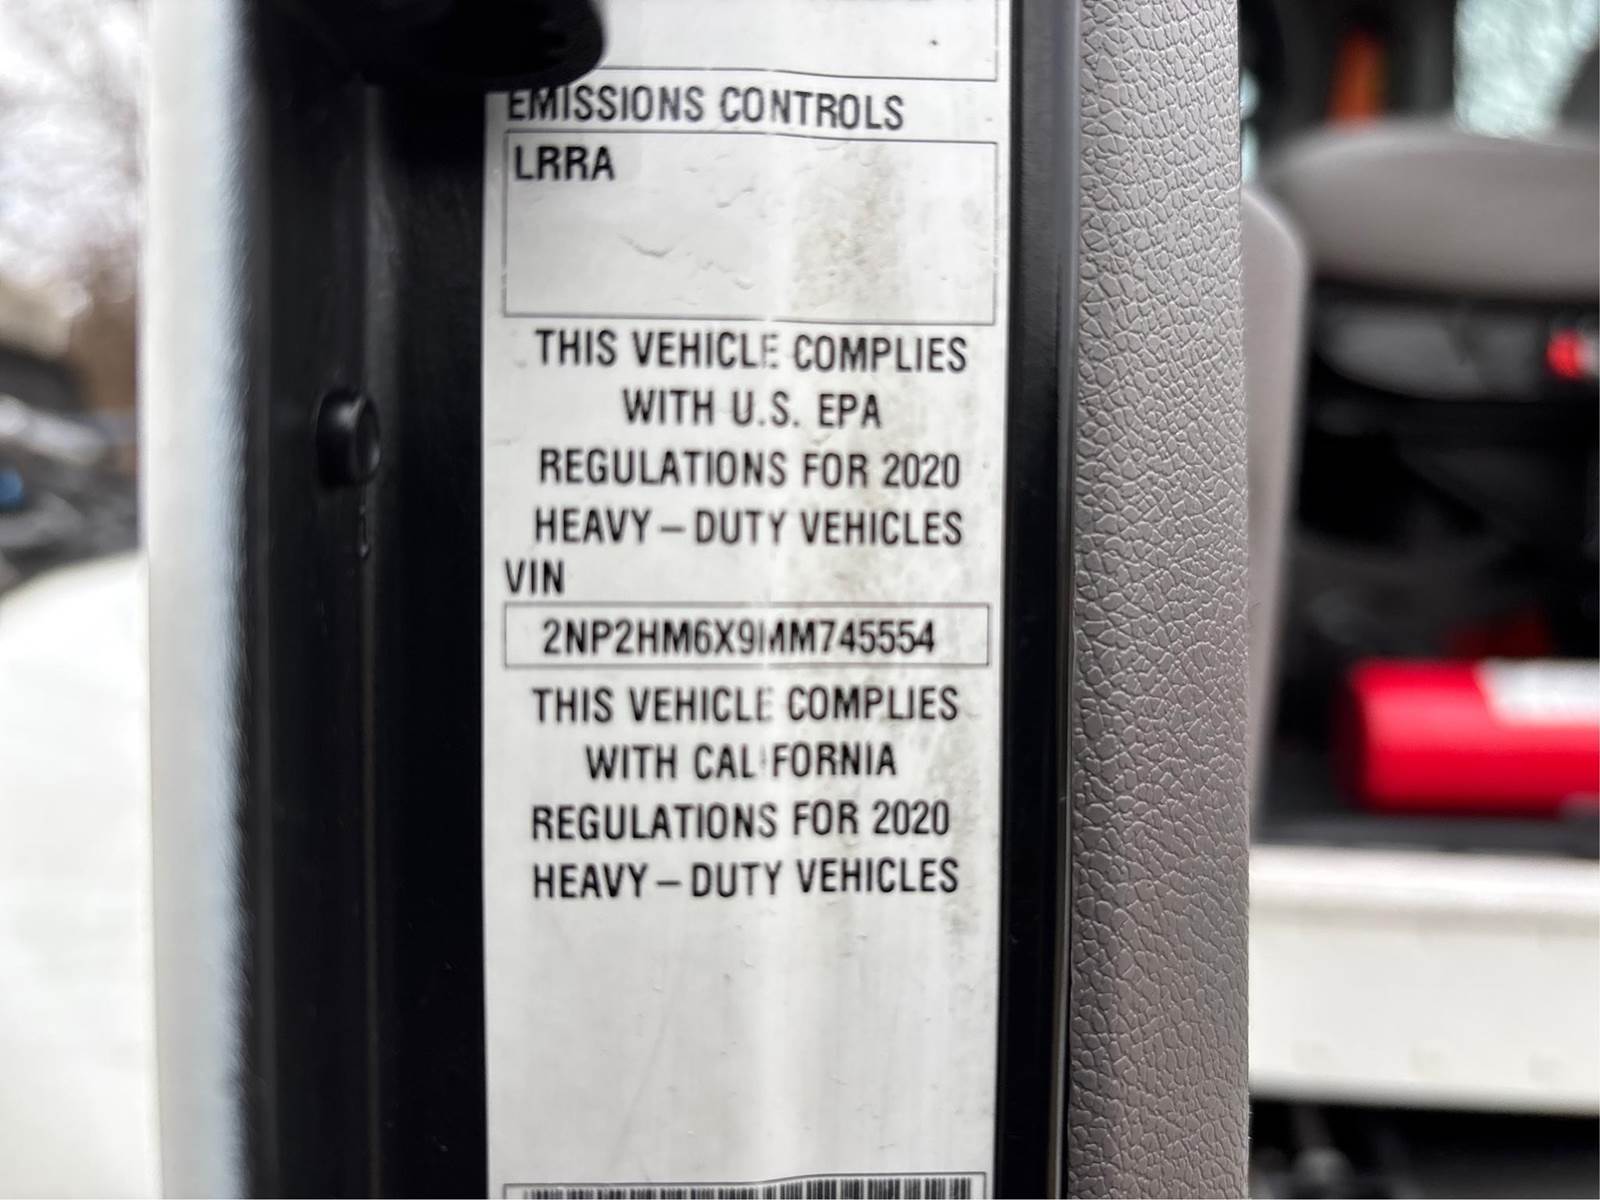 EMISSIONS CONTROLS
LRRA
THIS VEHICLE COMPLIES
WITH U.S. EPA
REGULATIONS FOR 2020
HEAVY – DUTY VEHICLES
VIN
2NP2HM6X9MM745554
THIS VEHICLE COMPLIES
WITH CALIFORNIA
REGULATIONS FOR 2020
HEAVY – DUTY VEHICLES